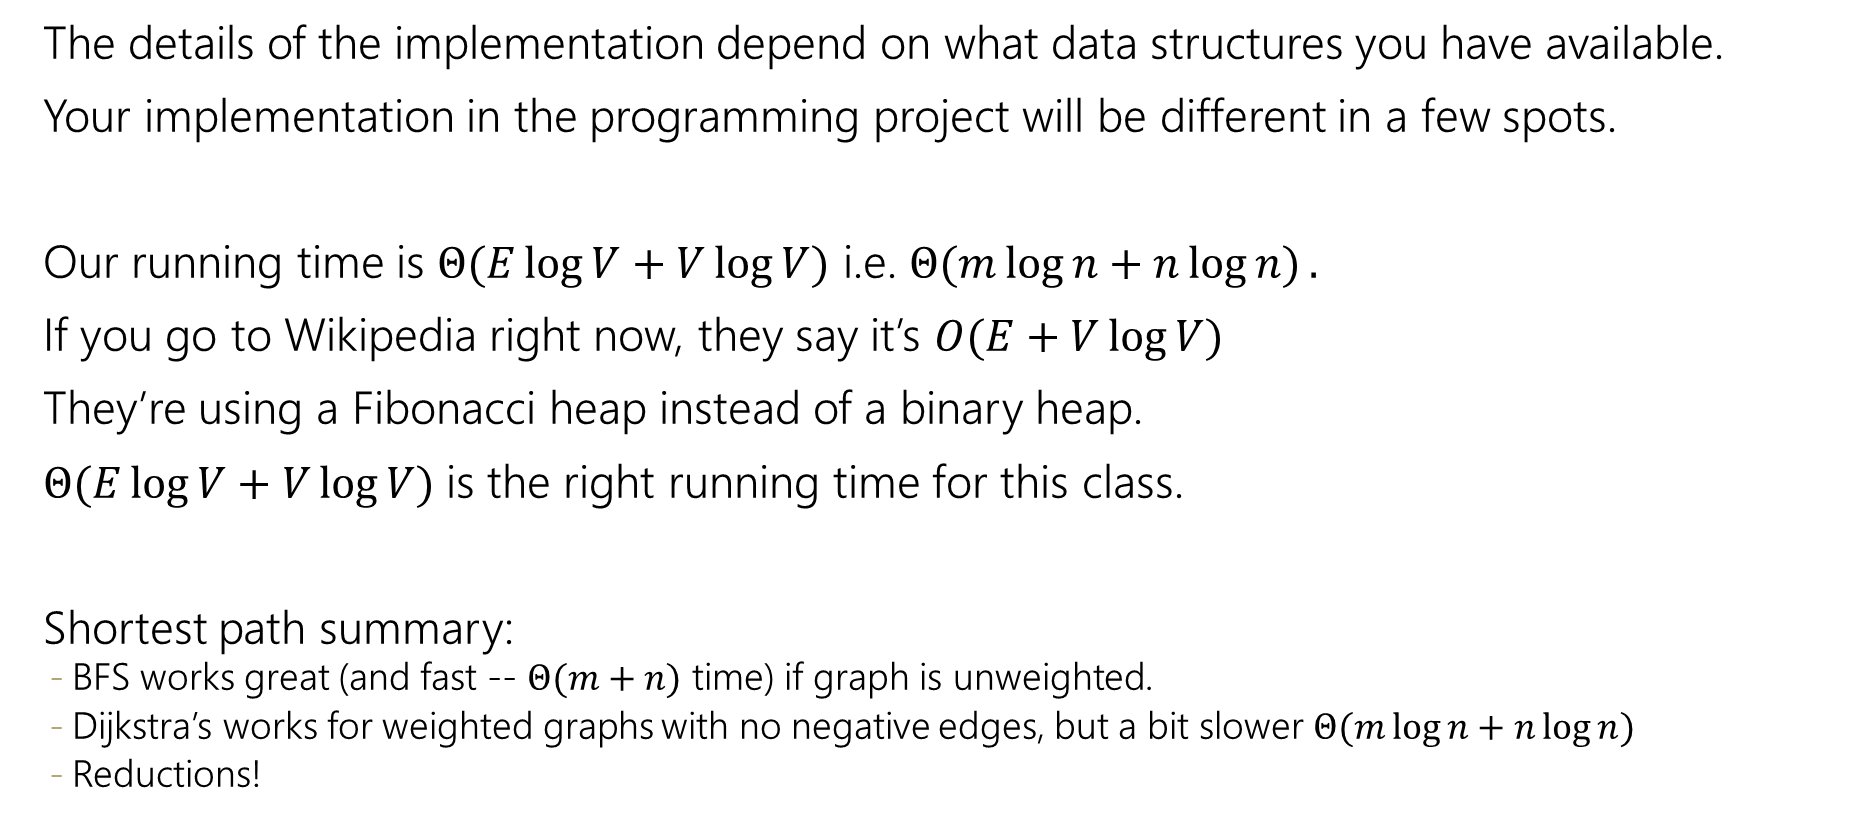 The details of the implementation depend on what data structures you have available.
Your implementation in the programming project will be different in a few spots.
Our running time is Θ(E log V + V log V) i.e. Θ(m log n + n log n) .
If you go to Wikipedia right now, they say it’s O(E + V log V)
They’re using a Fibonacci heap instead of a binary heap.
Θ(E log V + V log V) is the right running time for this class.
Shortest path summary:
- BFS works great (and fast -- Θ(m + n) time) if graph is unweighted.
- Dijkstra’s works for weighted graphs with no negative edges, but a bit slower Θ(m log n + n log n)
- Reductions!